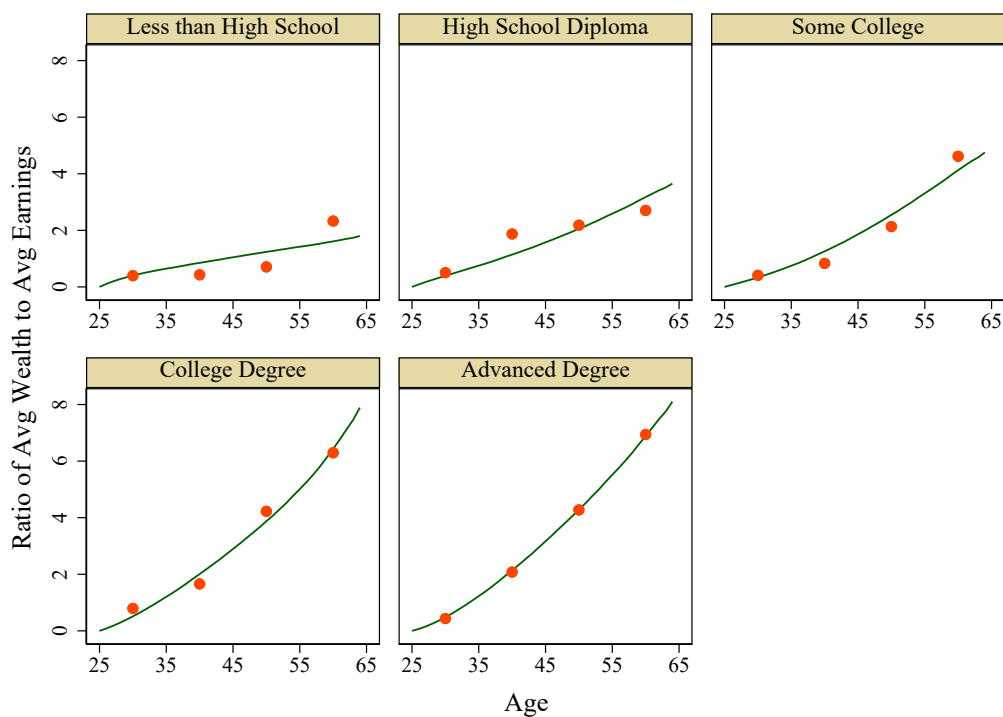 Less than High School
High School Diploma
Some College
8
6
4
2
0
25 35 45 55 65
25 35 45 55 65
25 35 45 55 65
College Degree
Advanced Degree
8
6
4
2
0
25 35 45 55 65
25 35 45 55 65
Ratio of Avg Wealth to Avg Earnings
Age